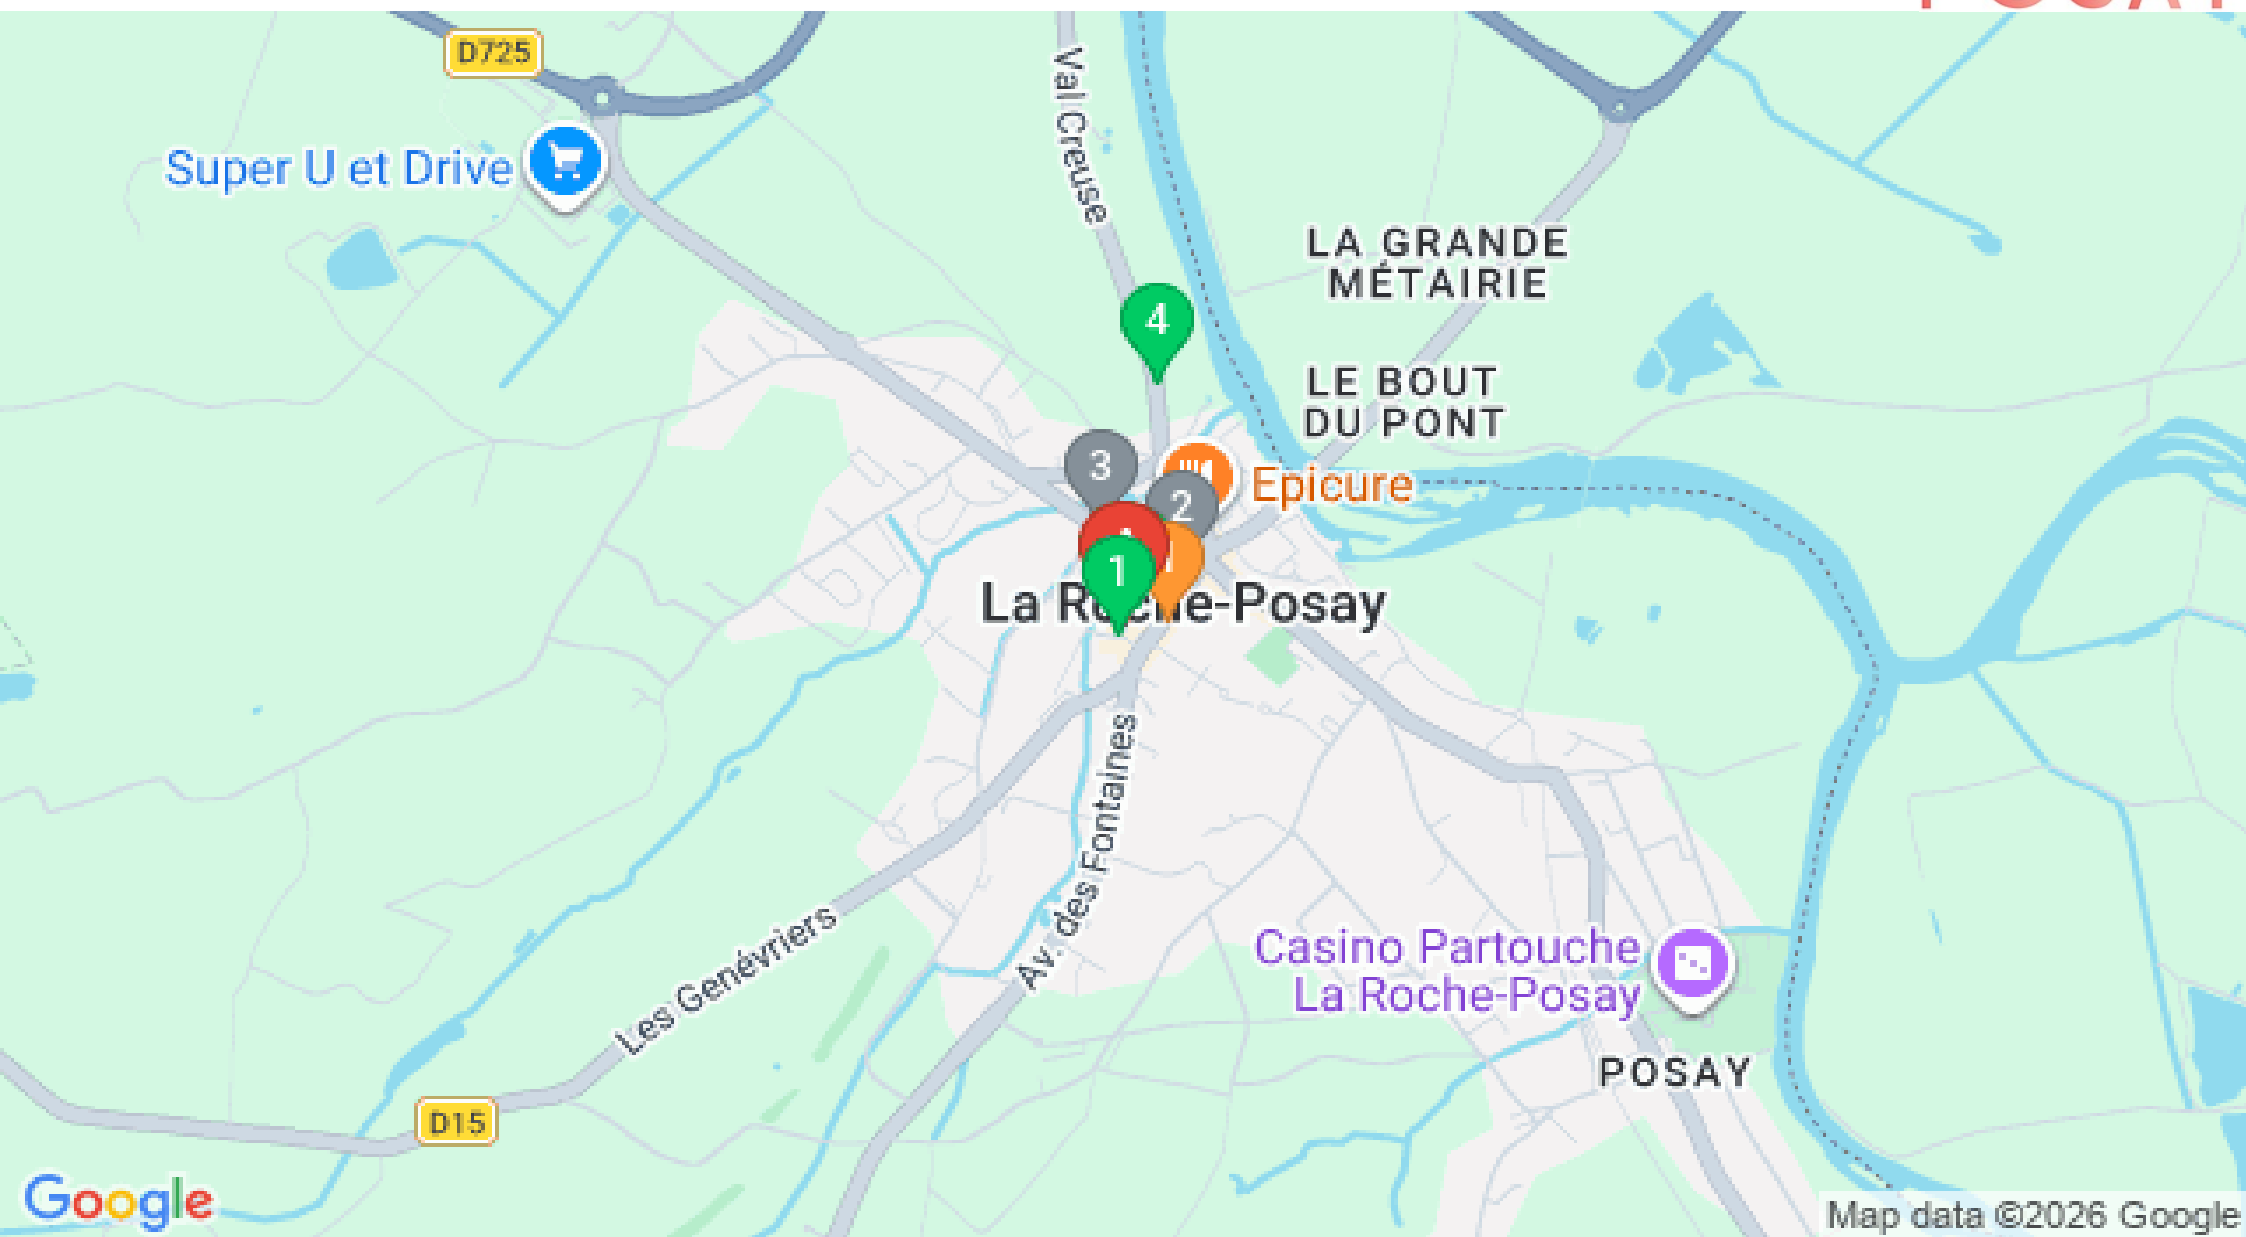 D725
Val Creuse
Super U et Drive
LA GRANDE
MÉTAIRIE
4
LE BOUT
DU PONT
3
Epicure
2
1
La Roche-Posay
Av. des Fontaines
Les Genévriers
Casino Partouche
La Roche-Posay
POSAY
D15
Google
Map data ©2026 Google